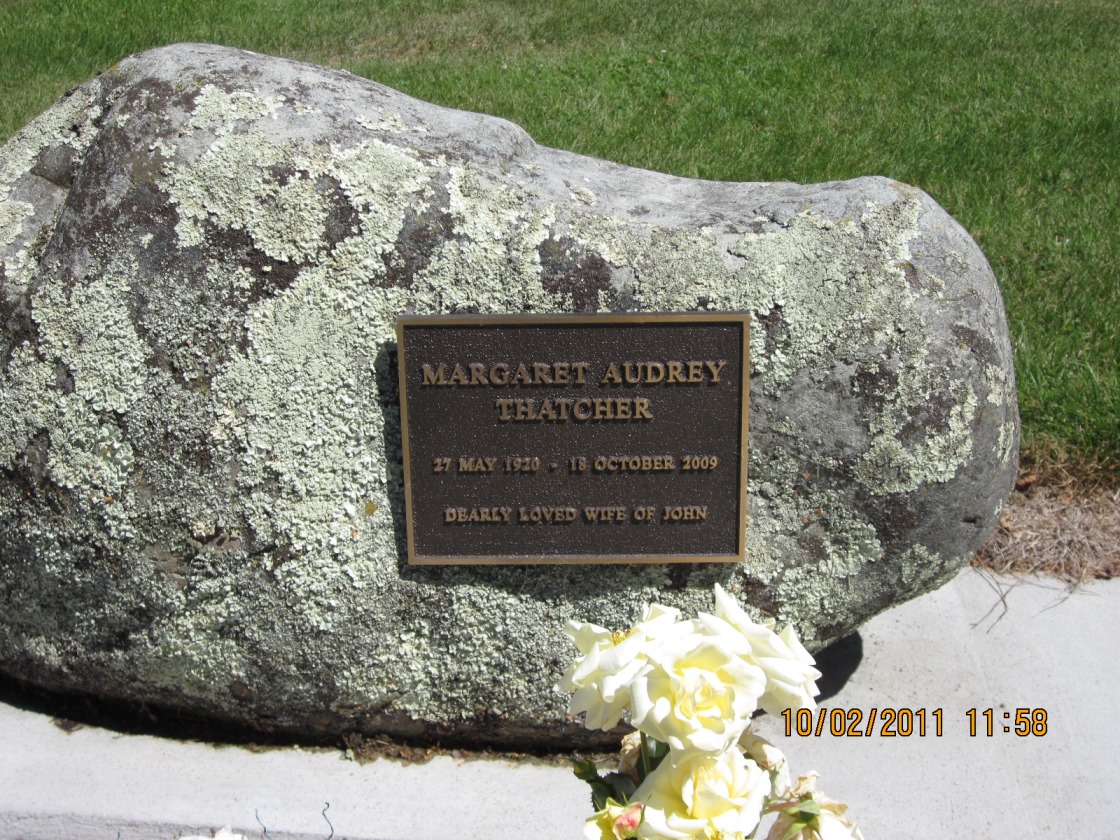 MARGARET AUDREY
THATCHER
27 MAY 1920 - 18 OCTOBER 2009
DEARLY LOVED WIFE OF JOHN
10/02/2011 11:58